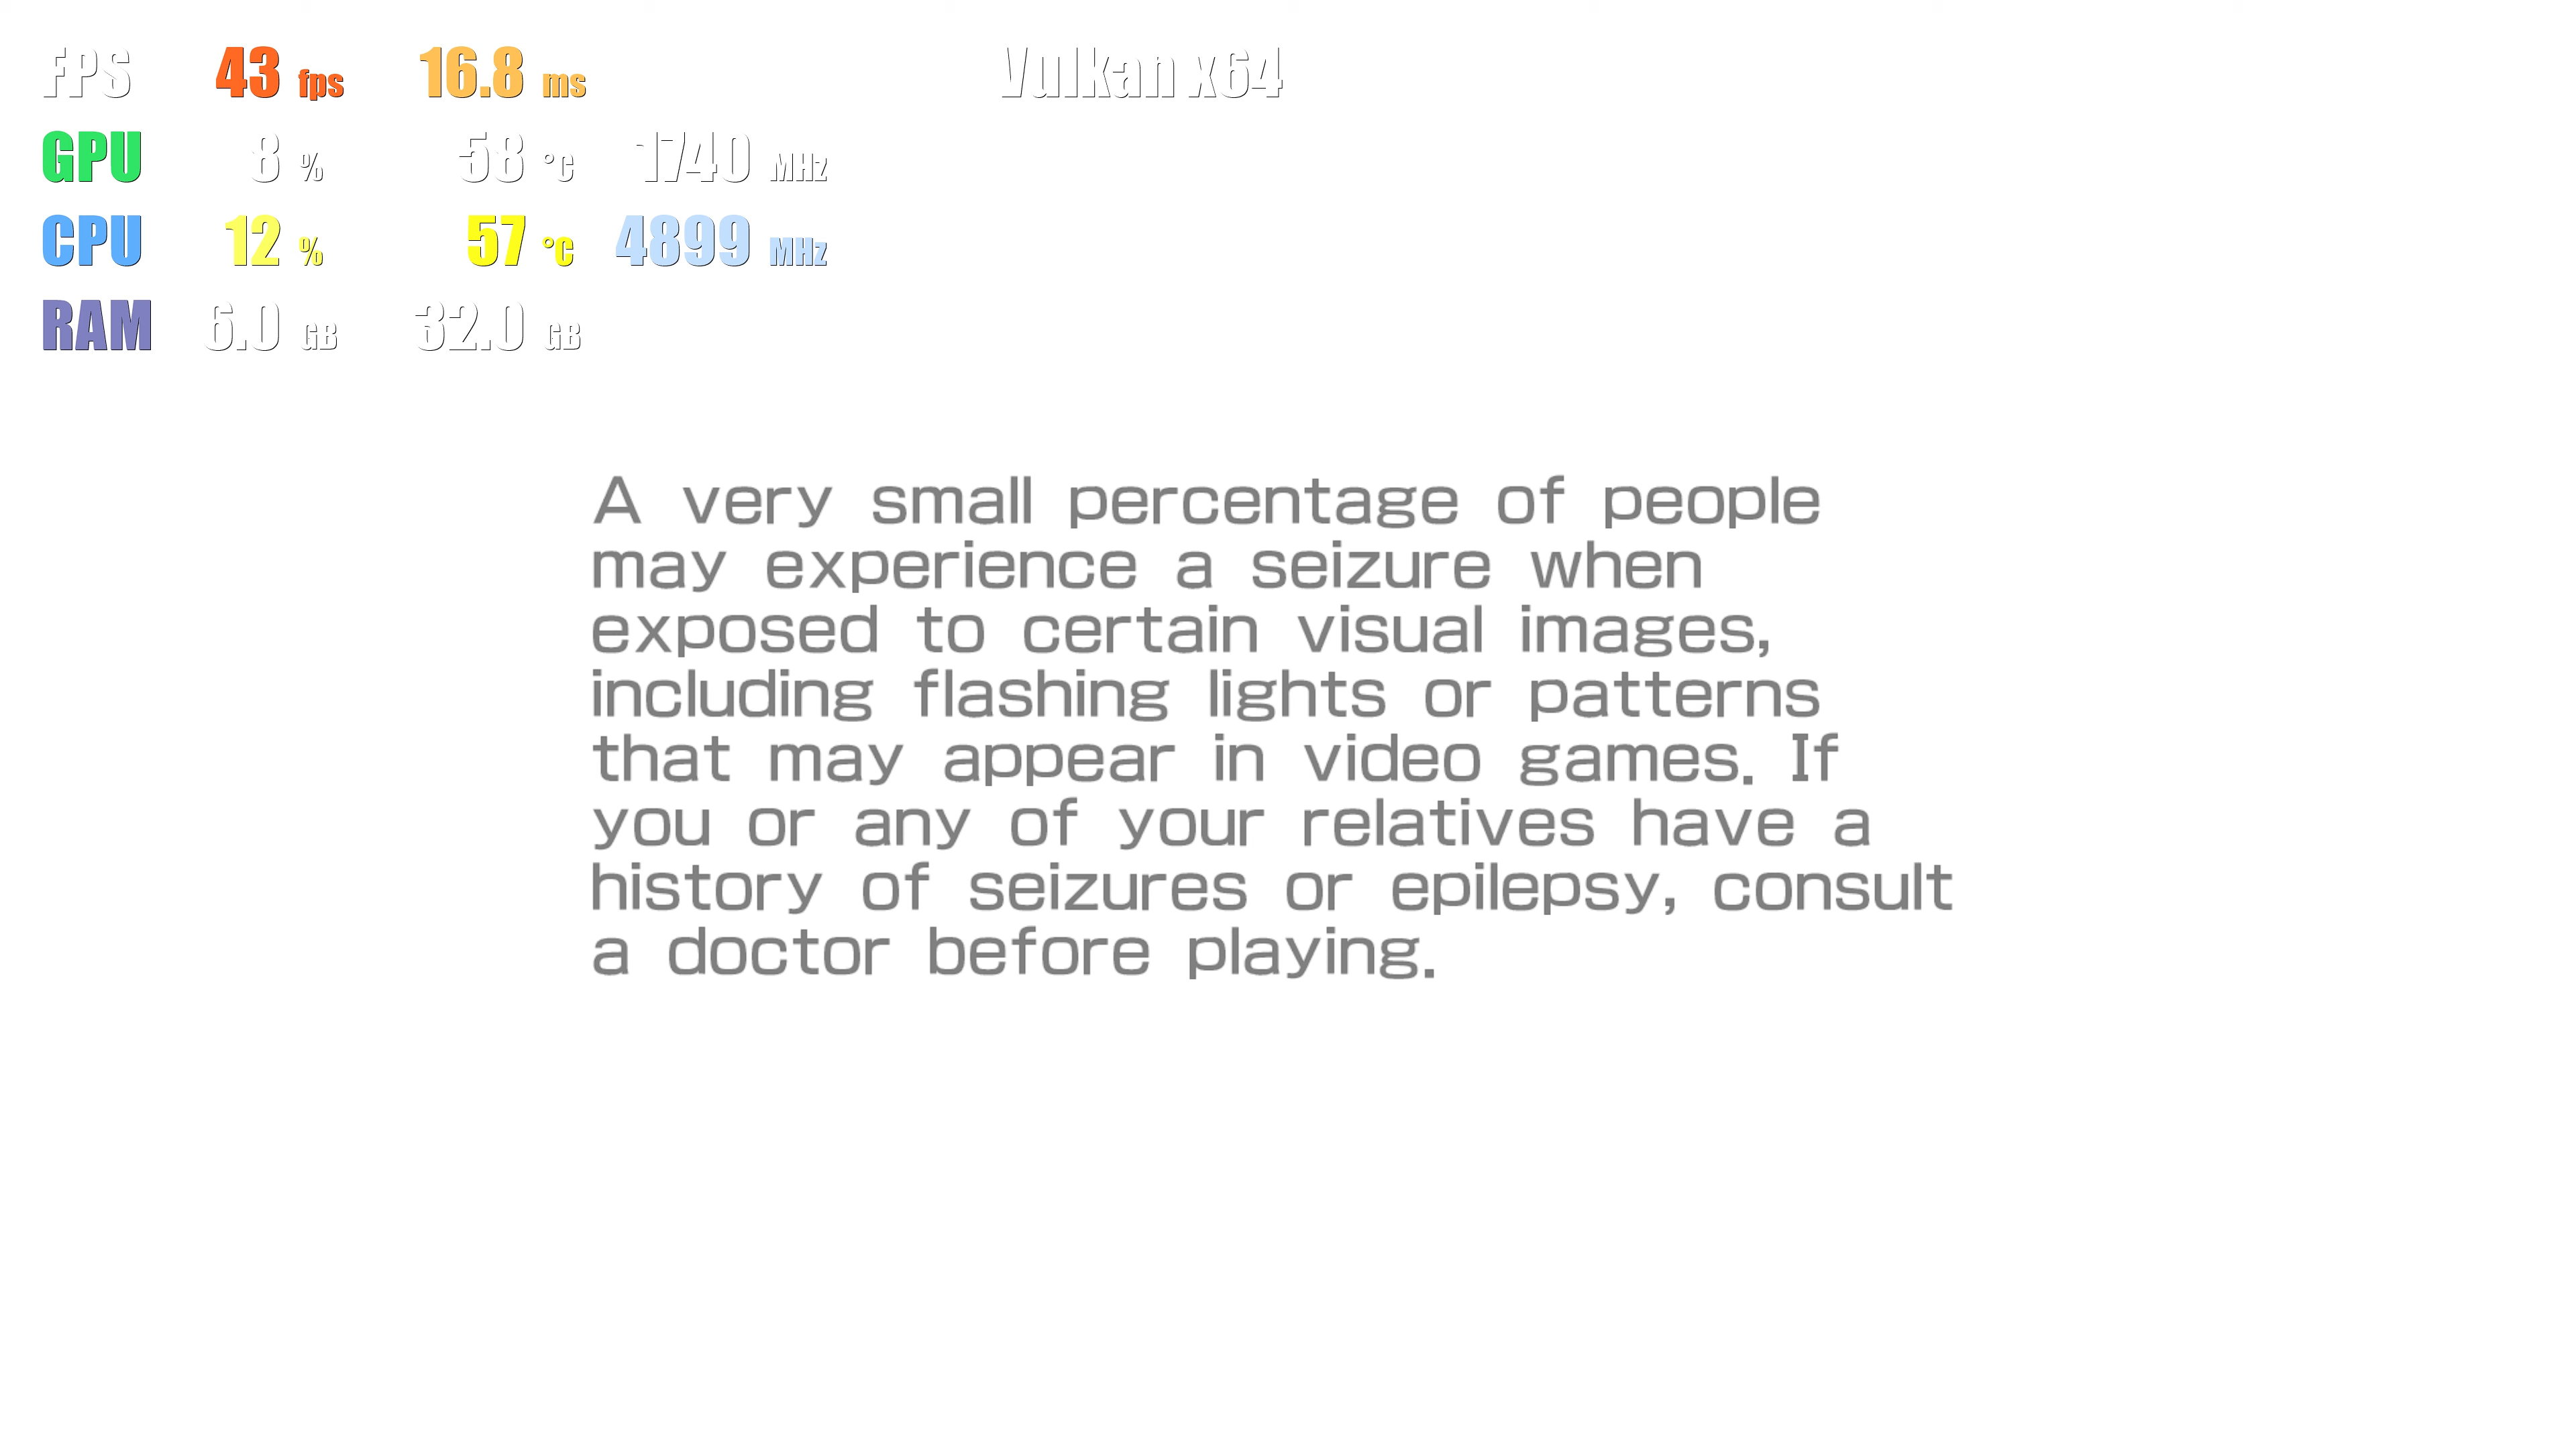 FPS 43 fps 16.8 ms Vulkan x64
GPU 8 % 58 °C 1740 MHz
CPU 12 % 57 °C 4899 MHz
RAM 6.0 GB 32.0 GB
A very small percentage of people
may experience a seizure when
exposed to certain visual images,
including flashing lights or patterns
that may appear in video games. If
you or any of your relatives have a
history of seizures or epilepsy, consult
a doctor before playing.